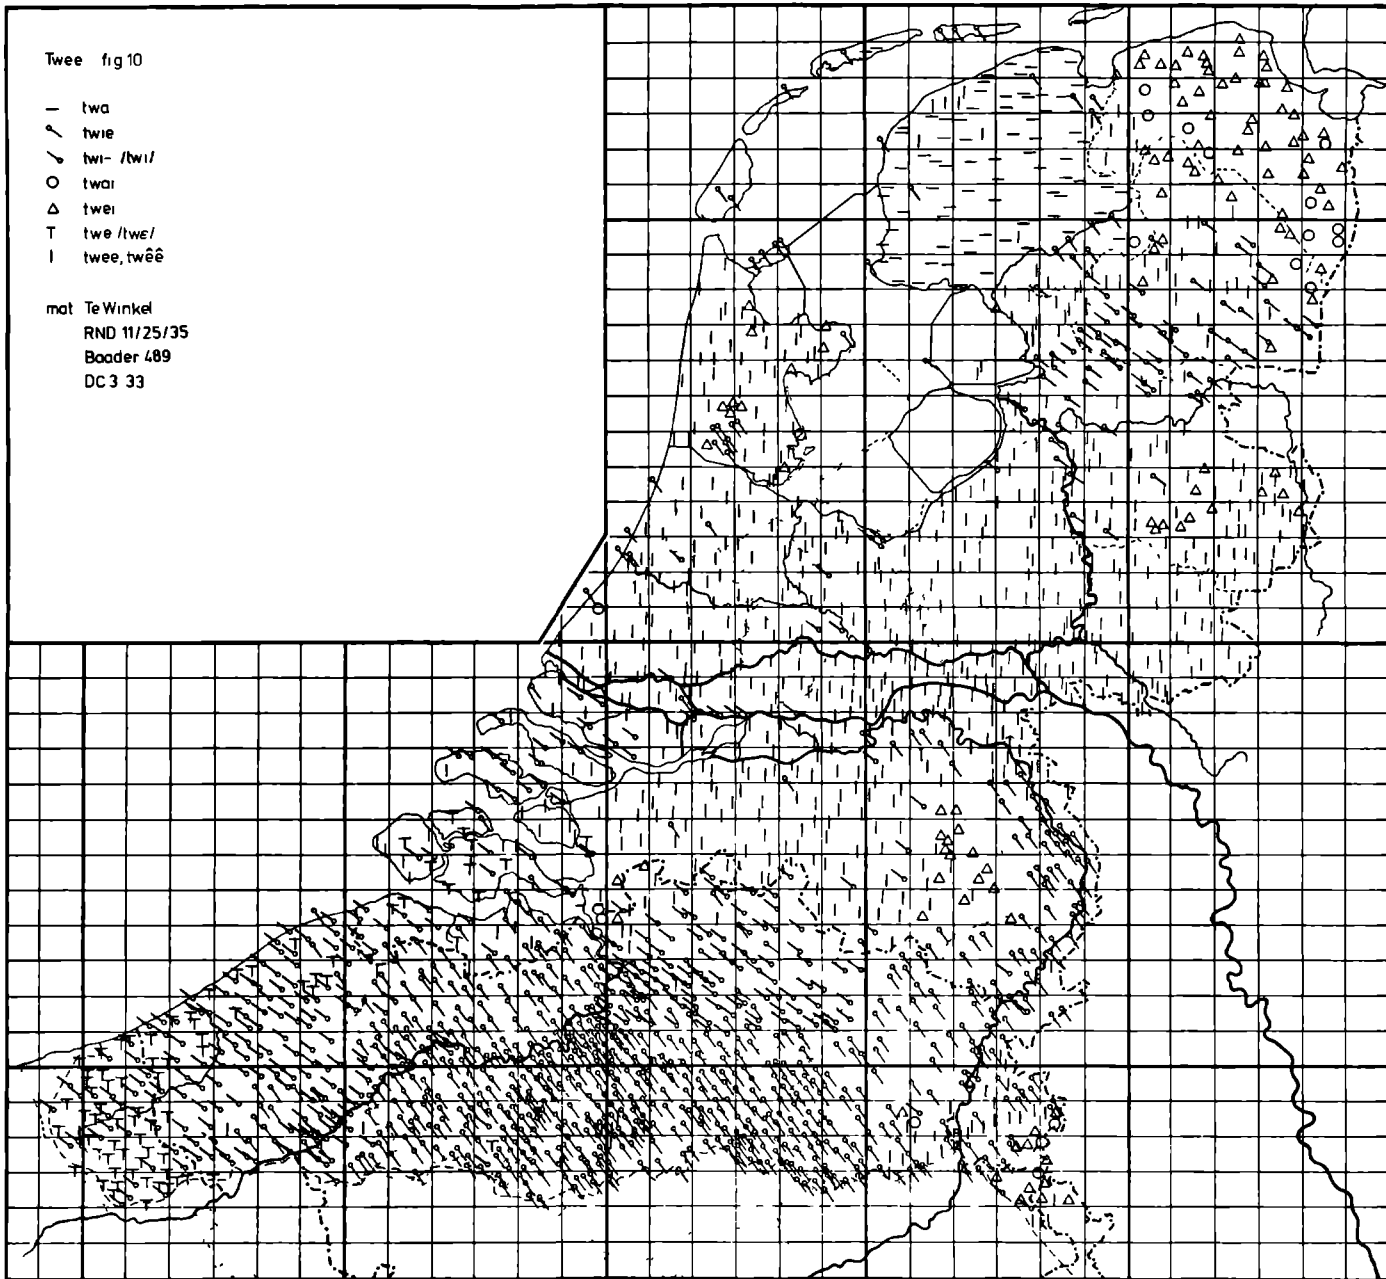 Twee fig 10
— twa
twie
twi- /twi/
twai
twei
T twe /twɛ/
I twee, twêê
mat Te Winkel
RND 11/25/35
Baader 489
DC 3 33